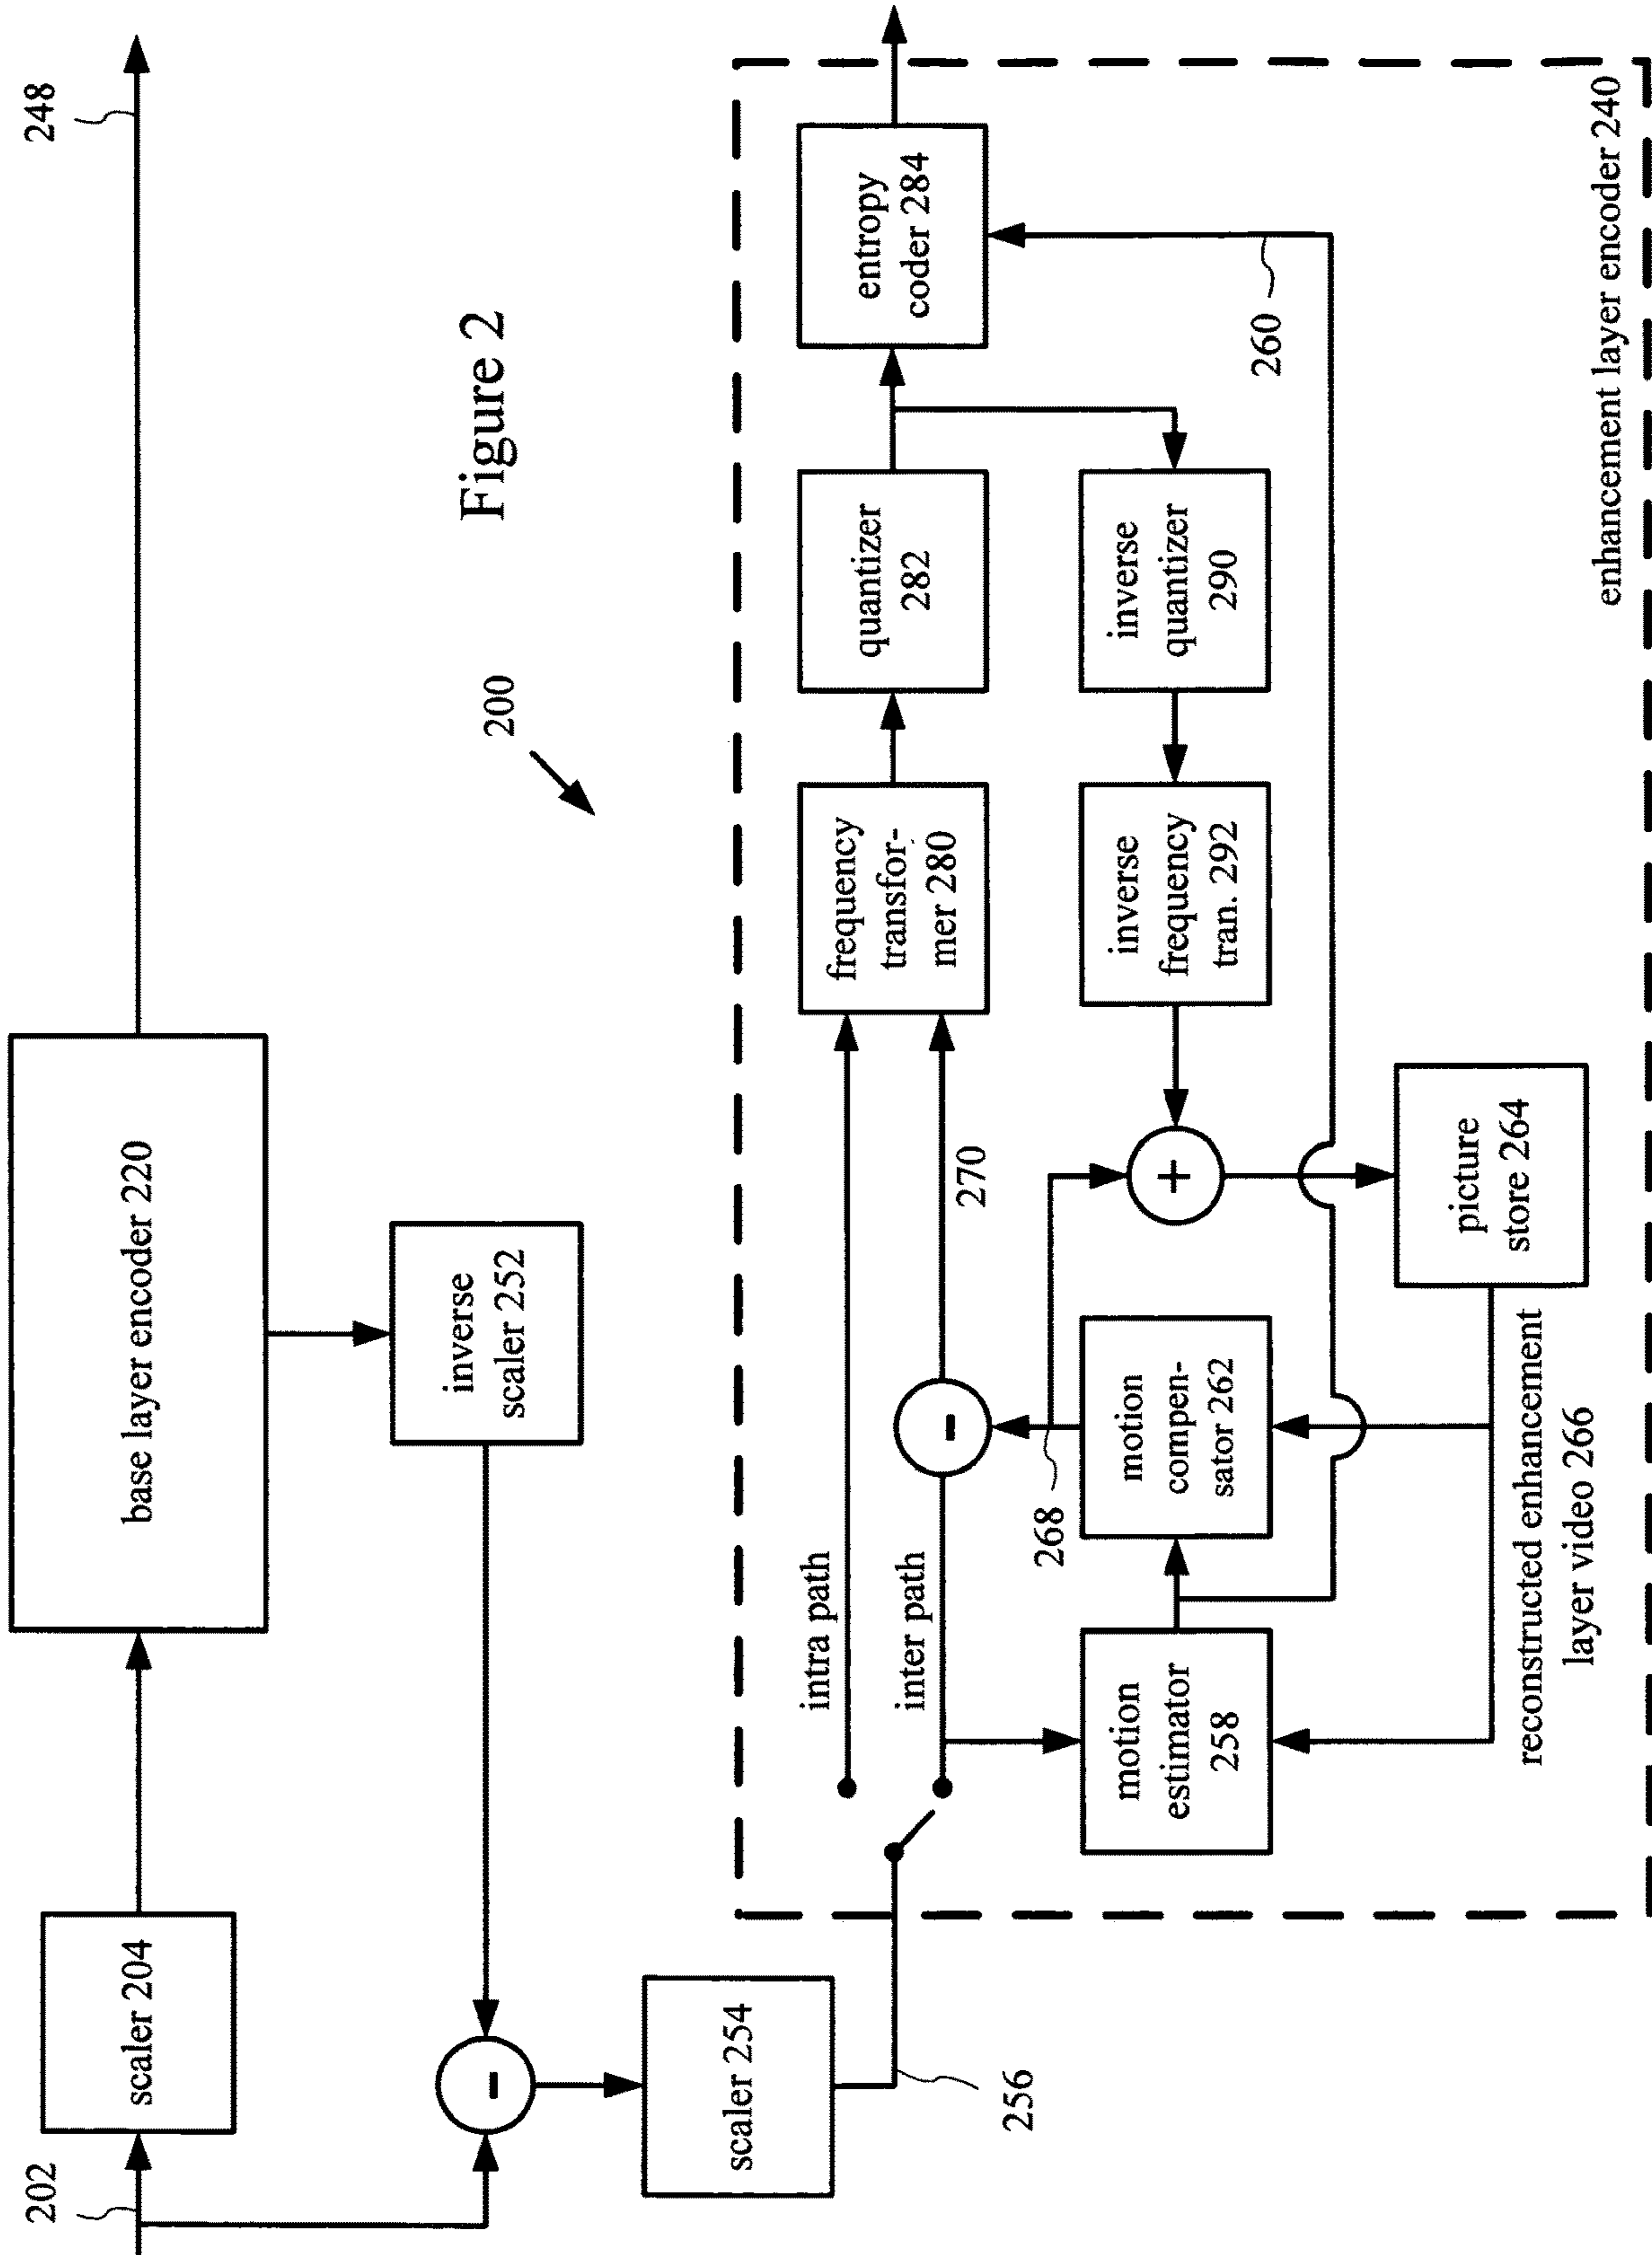 202
scaler 204
base layer encoder 220
248
inverse
scaler 252
Figure 2
200
scaler 254
256
intra path
inter path
270
frequency
transfor-
mer 280
quantizer
282
entropy
coder 284
268
motion
estimator
258
motion
compen-
sator 262
+
inverse
frequency
tran. 292
inverse
quantizer
290
260
picture
store 264
reconstructed enhancement
layer video 266
enhancement layer encoder 240